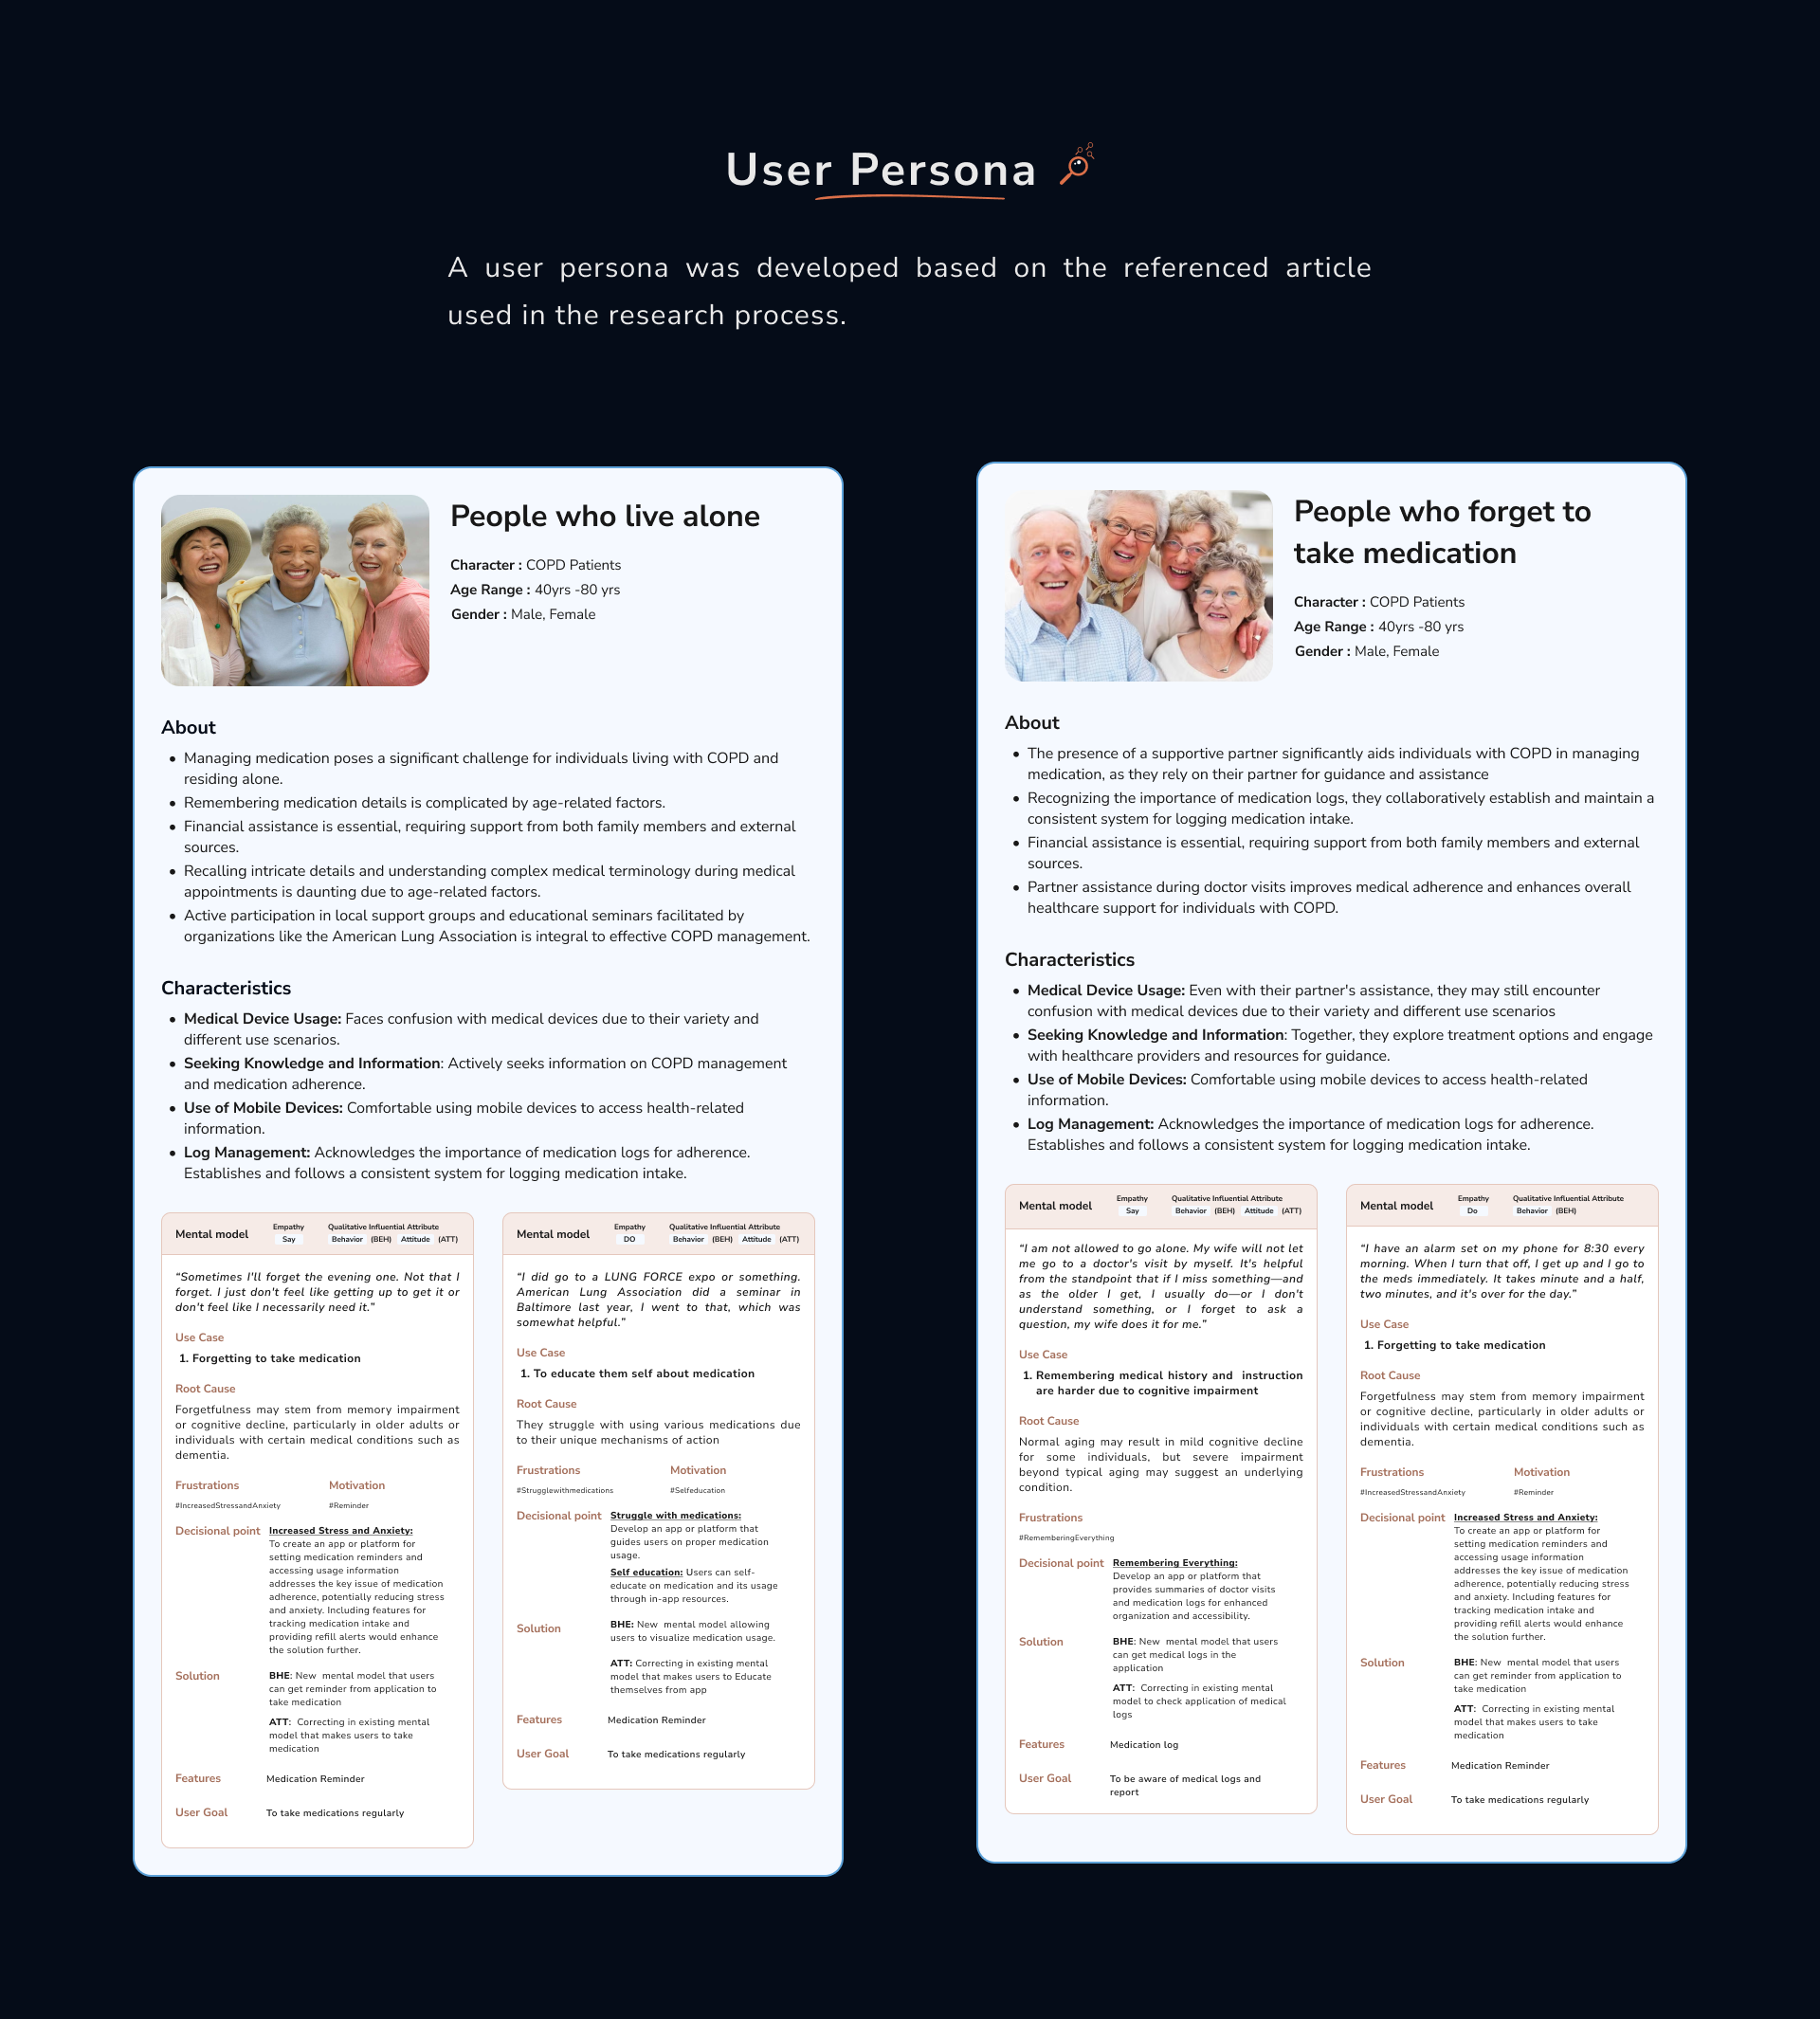 User Persona
A user persona was developed based on the referenced article
used in the research process.
People who live alone
Character : COPD Patients
Age Range : 40yrs -80 yrs
Gender : Male, Female
About
• Managing medication poses a significant challenge for individuals living with COPD and
residing alone.
• Remembering medication details is complicated by age-related factors.
• Financial assistance is essential, requiring support from both family members and external
sources.
• Recalling intricate details and understanding complex medical terminology during medical
appointments is daunting due to age-related factors.
• Active participation in local support groups and educational seminars facilitated by
organizations like the American Lung Association is integral to effective COPD management.
Characteristics
• Medical Device Usage: Faces confusion with medical devices due to their variety and
different use scenarios.
• Seeking Knowledge and Information: Actively seeks information on COPD management
and medication adherence.
• Use of Mobile Devices: Comfortable using mobile devices to access health-related
information.
• Log Management: Acknowledges the importance of medication logs for adherence.
Establishes and follows a consistent system for logging medication intake.
Mental model
Empathy
Say
Qualitative Influential Attribute
Behavior (BEH) Attitude (ATT)
“Sometimes I'll forget the evening one. Not that I
forget. I just don't feel like getting up to get it or
don't feel like I necessarily need it.”
Use Case
1. Forgetting to take medication
Root Cause
Forgetfulness may stem from memory impairment
or cognitive decline, particularly in older adults or
individuals with certain medical conditions such as
dementia.
Frustrations Motivation
#IncreasedStressandAnxiety #Reminder
Decisional point Increased Stress and Anxiety:
To create an app or platform for
setting medication reminders and
accessing usage information
addresses the key issue of medication
adherence, potentially reducing stress
and anxiety. Including features for
tracking medication intake and
providing refill alerts would enhance
the solution further.
Solution BHE: New mental model that users
can get reminder from application to
take medication
ATT: Correcting in existing mental
model that makes users to take
medication
Features Medication Reminder
User Goal To take medications regularly
Mental model
Empathy
DO
Qualitative Influential Attribute
Behavior (BEH) Attitude (ATT)
“I did go to a LUNG FORCE expo or something.
American Lung Association did a seminar in
Baltimore last year, I went to that, which was
somewhat helpful.”
Use Case
1. To educate them self about medication
Root Cause
They struggle with using various medications due
to their unique mechanisms of action
Frustrations Motivation
#Strugglewithmedications #Selfeducation
Decisional point Struggle with medications:
Develop an app or platform that
guides users on proper medication
usage.
Self education: Users can self-
educate on medication and its usage
through in-app resources.
Solution BHE: New mental model allowing
users to visualize medication usage.
ATT: Correcting in existing mental
model that makes users to Educate
themselves from app
Features Medication Reminder
User Goal To take medications regularly
People who forget to
take medication
Character : COPD Patients
Age Range : 40yrs -80 yrs
Gender : Male, Female
About
• The presence of a supportive partner significantly aids individuals with COPD in managing
medication, as they rely on their partner for guidance and assistance
• Recognizing the importance of medication logs, they collaboratively establish and maintain a
consistent system for logging medication intake.
• Financial assistance is essential, requiring support from both family members and external
sources.
• Partner assistance during doctor visits improves medical adherence and enhances overall
healthcare support for individuals with COPD.
Characteristics
• Medical Device Usage: Even with their partner's assistance, they may still encounter
confusion with medical devices due to their variety and different use scenarios
• Seeking Knowledge and Information: Together, they explore treatment options and engage
with healthcare providers and resources for guidance.
• Use of Mobile Devices: Comfortable using mobile devices to access health-related
information.
• Log Management: Acknowledges the importance of medication logs for adherence.
Establishes and follows a consistent system for logging medication intake.
Mental model
Empathy
Say
Qualitative Influential Attribute
Behavior (BEH) Attitude (ATT)
“I am not allowed to go alone. My wife will not let
me go to a doctor's visit by myself. It's helpful
from the standpoint that if I miss something—and
as the older I get, I usually do—or I don't
understand something, or I forget to ask a
question, my wife does it for me.”
Use Case
1. Remembering medical history and instruction
are harder due to cognitive impairment
Root Cause
Normal aging may result in mild cognitive decline
for some individuals, but severe impairment
beyond typical aging may suggest an underlying
condition.
Frustrations
#RememberingEverything
Decisional point Remembering Everything:
Develop an app or platform that
provides summaries of doctor visits
and medication logs for enhanced
organization and accessibility.
Solution BHE: New mental model that users
can get medical logs in the
application
ATT: Correcting in existing mental
model to check application of medical
logs
Features Medication log
User Goal To be aware of medical logs and
report
Mental model
Empathy
Do
Qualitative Influential Attribute
Behavior (BEH)
“I have an alarm set on my phone for 8:30 every
morning. When I turn that off, I get up and I go to
the meds immediately. It takes minute and a half,
two minutes, and it's over for the day.”
Use Case
1. Forgetting to take medication
Root Cause
Forgetfulness may stem from memory impairment
or cognitive decline, particularly in older adults or
individuals with certain medical conditions such as
dementia.
Frustrations Motivation
#IncreasedStressandAnxiety #Reminder
Decisional point Increased Stress and Anxiety:
To create an app or platform for
setting medication reminders and
accessing usage information
addresses the key issue of medication
adherence, potentially reducing stress
and anxiety. Including features for
tracking medication intake and
providing refill alerts would enhance
the solution further.
Solution BHE: New mental model that users
can get reminder from application to
take medication
ATT: Correcting in existing mental
model that makes users to take
medication
Features Medication Reminder
User Goal To take medications regularly